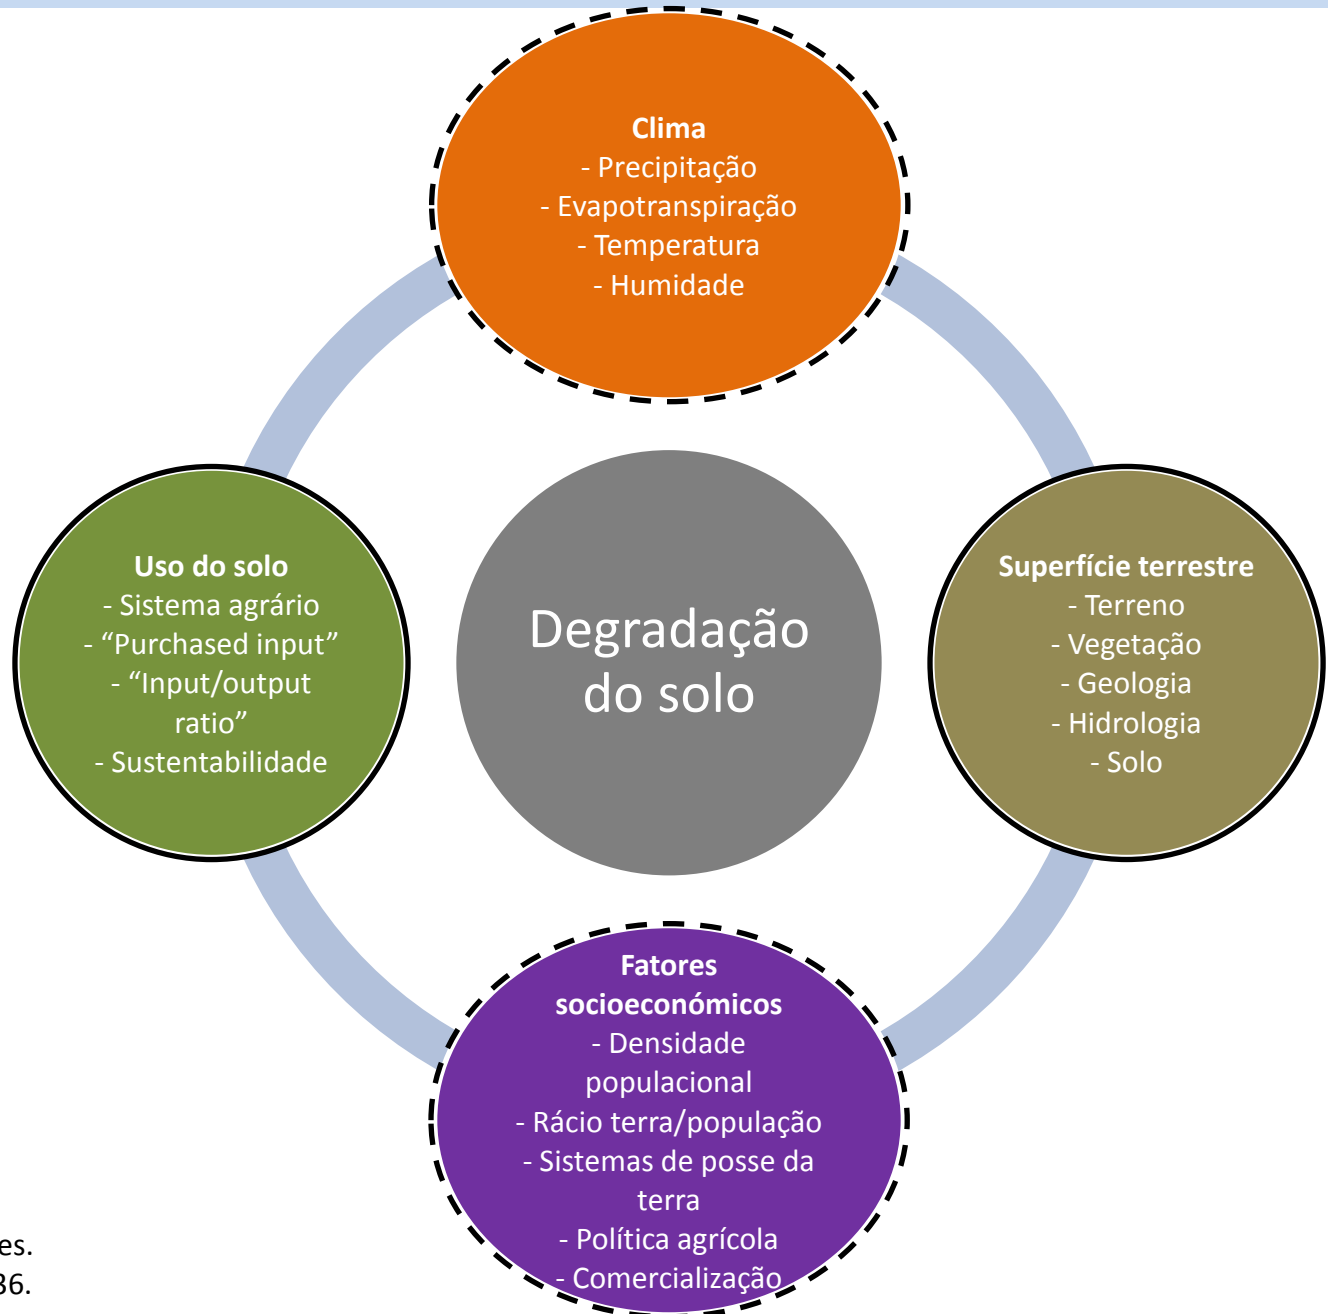 Clima
- Precipitação
- Evapotranspiração
- Temperatura
- Humidade
Uso do solo
- Sistema agrário
- “Purchased input”
- “Input/output
ratio”
- Sustentabilidade
Degradação
do solo
Superfície terrestre
- Terreno
- Vegetação
- Geologia
- Hidrologia
- Solo
Fatores
socioeconómicos
- Densidade
populacional
- Rácio terra/população
- Sistemas de posse da
terra
- Política agrícola
- Comercialização
es.
36.